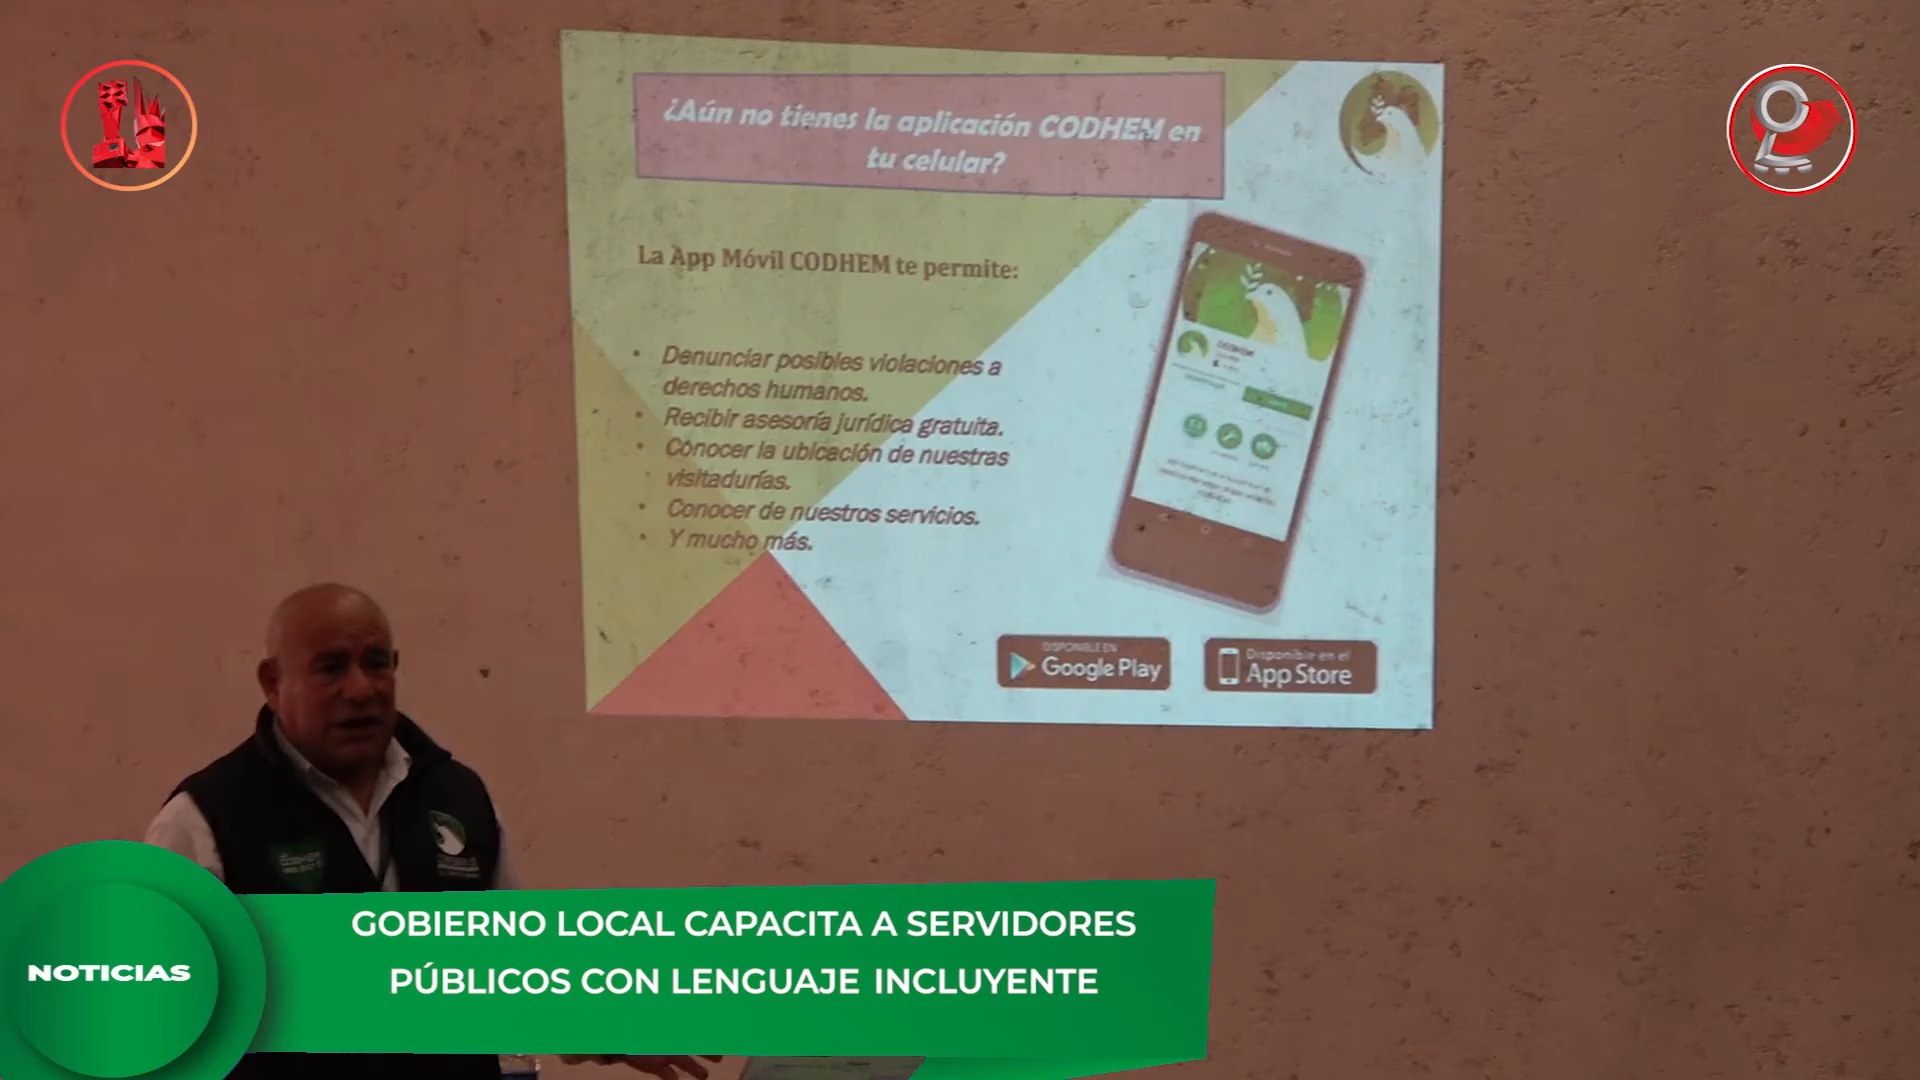 ¿Aún no tienes la aplicación CODHEM en
tu celular?
La App Móvil CODHEM te permite:
• Denunciar posibles violaciones a
derechos humanos.
• Recibir asesoría jurídica gratuita.
• Conocer la ubicación de nuestras
visitadurías.
• Conocer de nuestros servicios.
• Y mucho más.
DISPONIBLE EN
Google Play
Disponible en el
App Store
CODHEM
GOBIERNO LOCAL CAPACITA A SERVIDORES
PÚBLICOS CON LENGUAJE INCLUYENTE
NOTICIAS